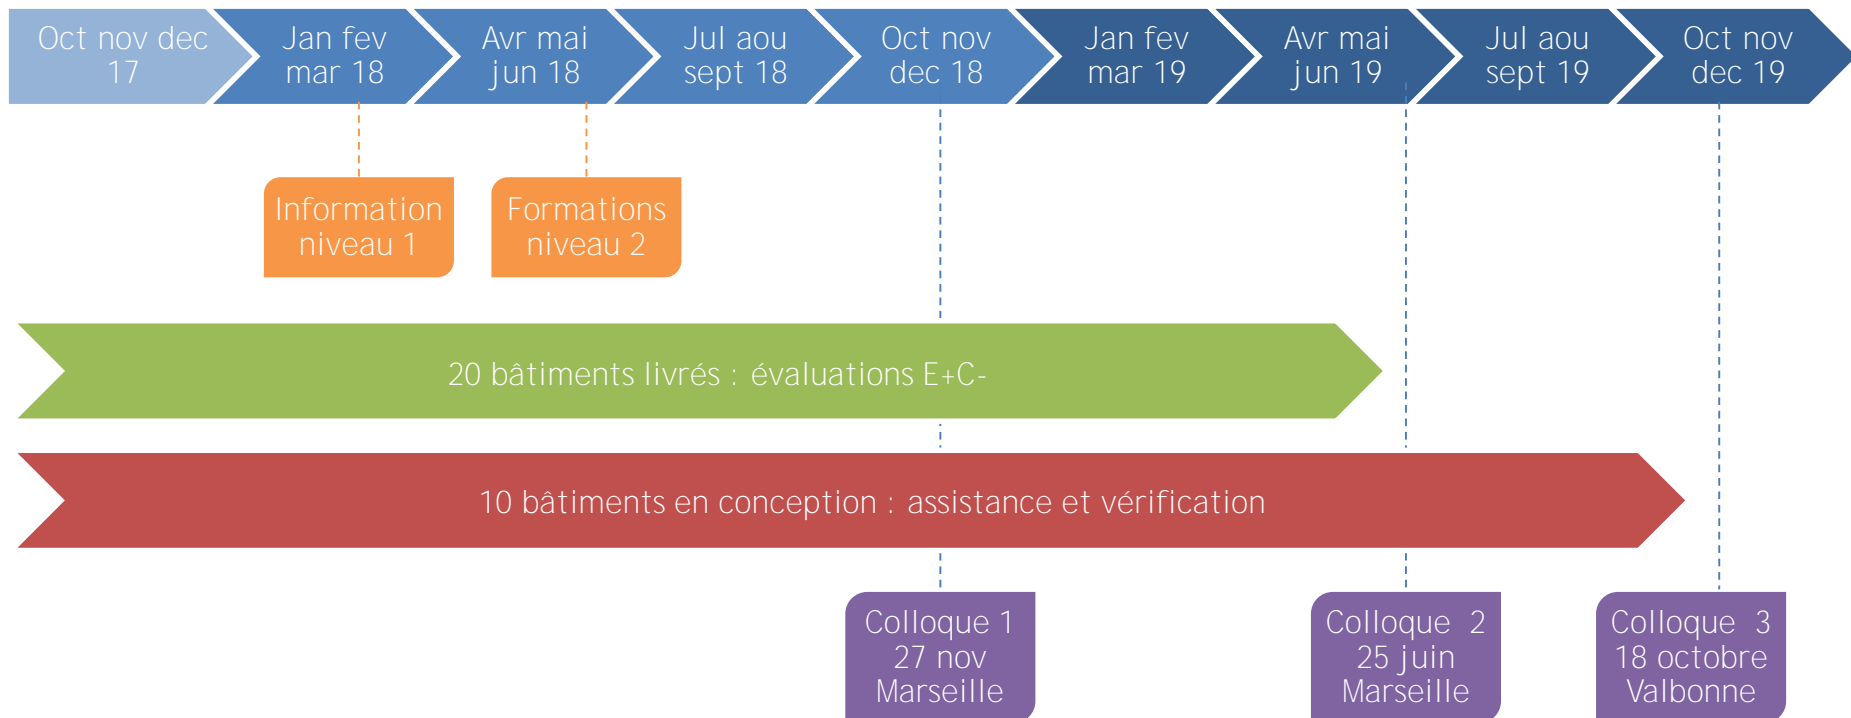 Oct nov dec
17
Jan fev
mar 18
Avr mai
jun 18
Jul aou
sept 18
Oct nov
dec 18
Jan fev
mar 19
Avr mai
jun 19
Jul aou
sept 19
Oct nov
dec 19
Information
niveau 1
Formations
niveau 2
20 bâtiments livrés : évaluations E+C-
10 bâtiments en conception : assistance et vérification
Colloque 1
27 nov
Marseille
Colloque 2
25 juin
Marseille
Colloque 3
18 octobre
Valbonne